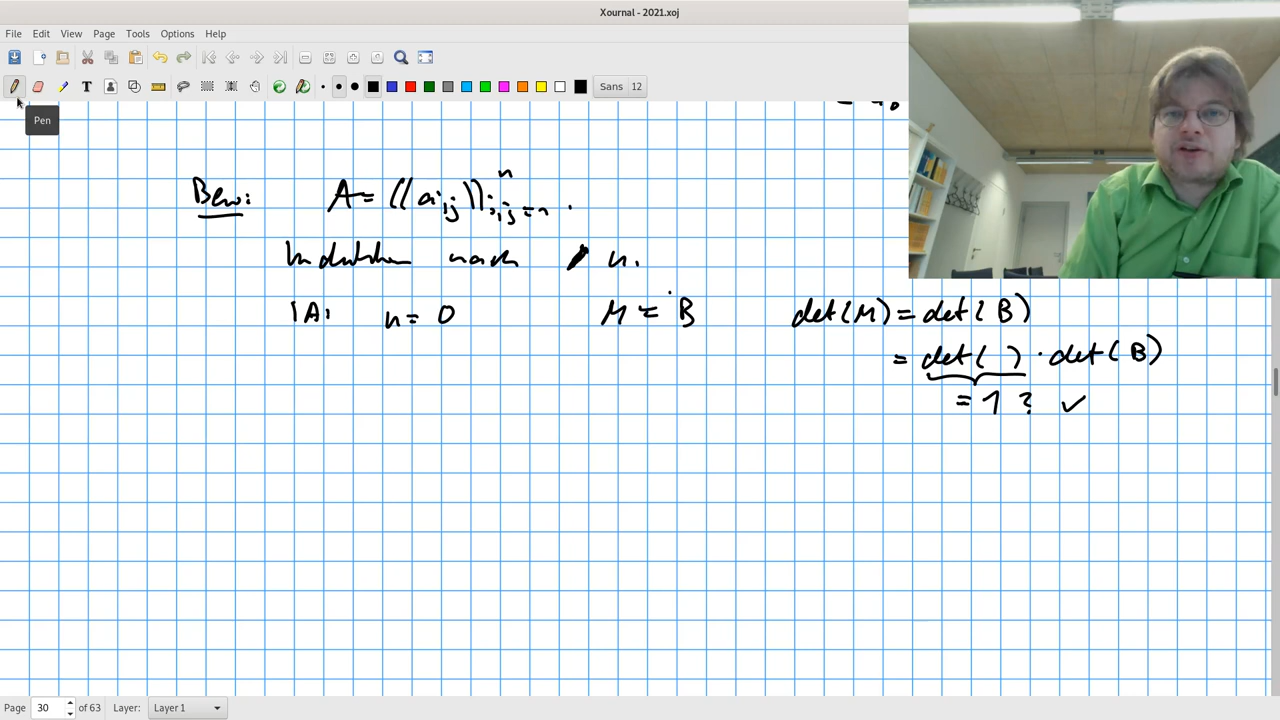 Xournal - 2021.xoj
File Edit View Page Tools Options Help
T Sans 12
Pen
Bew: A = ((a_ij))_{i,j=1}^n .
Induktion nach n.
IA: n = 0 M = B det(M) = det(B)
= det( ) · det(B)
= 1 ? ✓
Page 30 of 63 Layer: Layer 1